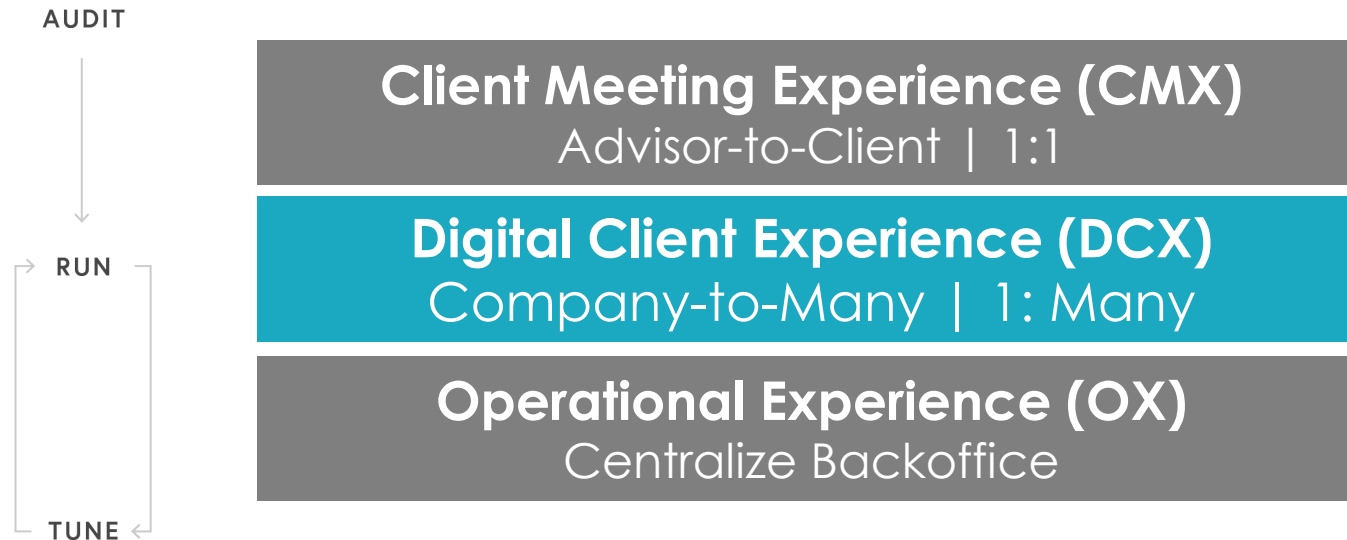 AUDIT
Client Meeting Experience (CMX)
Advisor-to-Client | 1:1
Digital Client Experience (DCX)
RUN
Company-to-Many | 1: Many
Operational Experience (OX)
Centralize Backoffice
TUNE